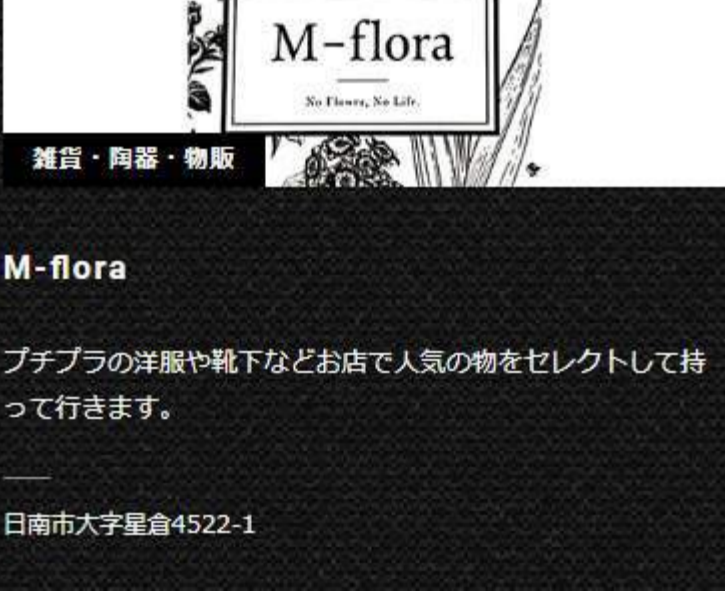 M-flora
No Flower, No Life.
雑貨・陶器・物販
M-flora
プチプラの洋服や靴下などお店で人気の物をセレクトして持
って行きます。
日南市大字星倉4522-1